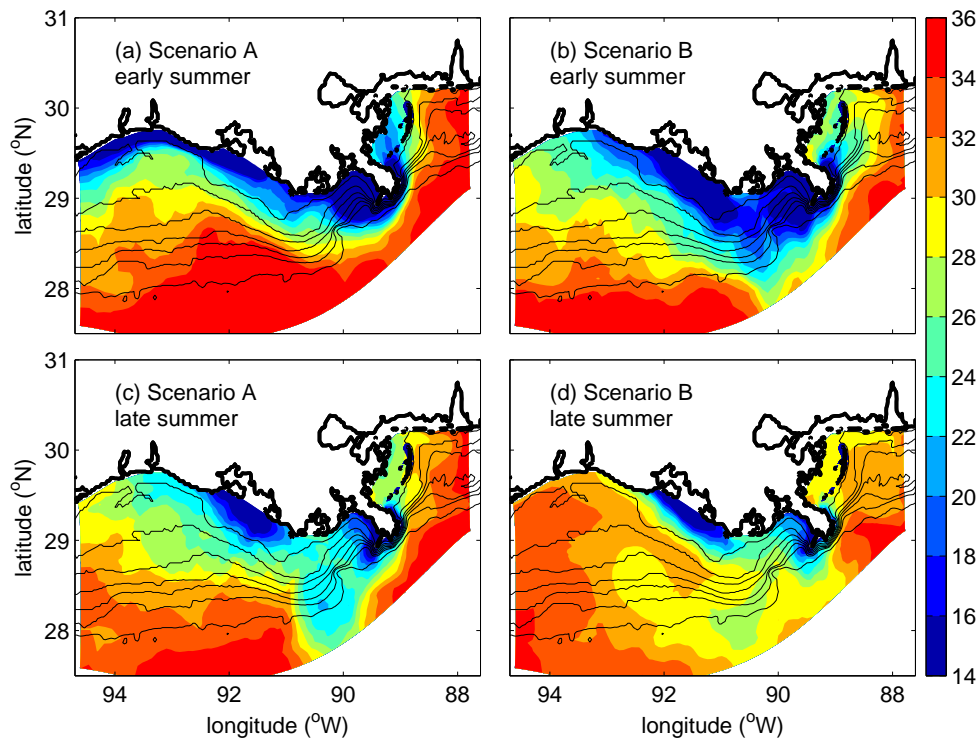 31
30
29
28
latitude (°N)
(a) Scenario A
early summer
(b) Scenario B
early summer
31
30
29
28
latitude (°N)
(c) Scenario A
late summer
(d) Scenario B
late summer
94
92
90
88
longitude (°W)
94
92
90
88
longitude (°W)
36
34
32
30
28
26
24
22
20
18
16
14